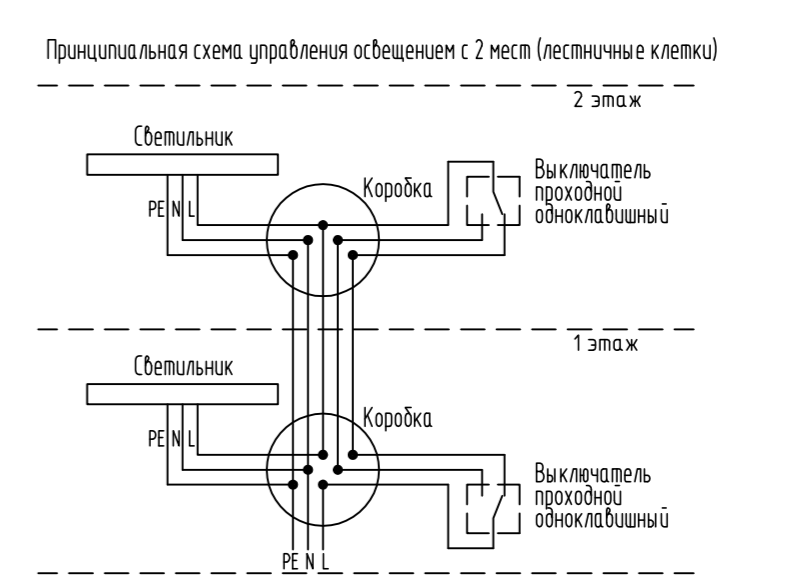 Принципиальная схема управления освещением с 2 мест (лестничные клетки)
2 этаж
Светильник
Коробка
Выключатель
проходной
одноклавишный
PE N L
1 этаж
Светильник
Коробка
PE N L
Выключатель
проходной
одноклавишный
PE N L